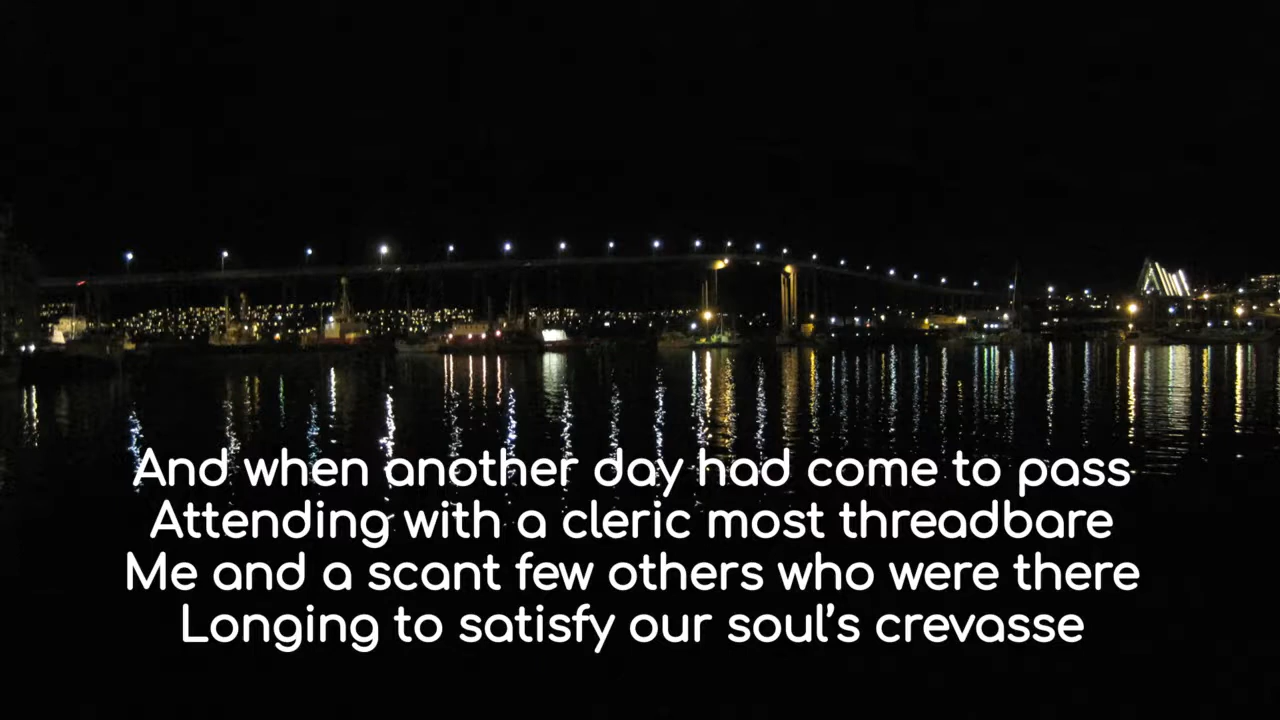 And when another day had come to pass
Attending with a cleric most threadbare
Me and a scant few others who were there
Longing to satisfy our soul’s crevasse